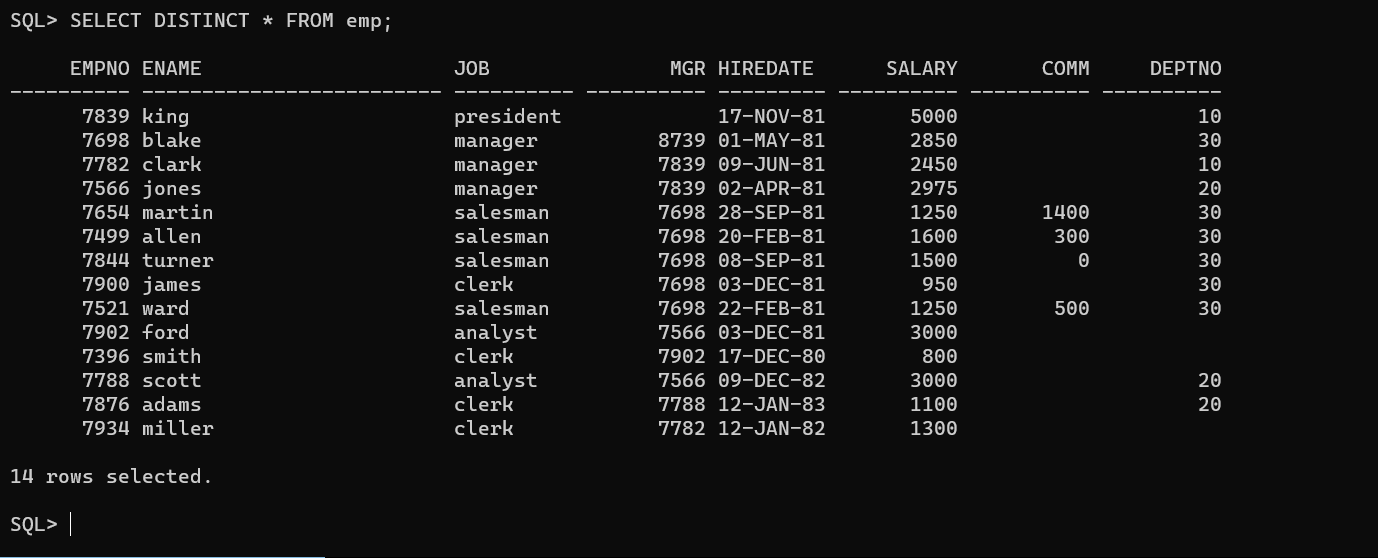 SQL> SELECT DISTINCT * FROM emp;
     EMPNO ENAME                     JOB               MGR HIREDATE      SALARY       COMM     DEPTNO
---------- ------------------------- ---------- ---------- --------- ---------- ---------- ----------
      7839 king                      president             17-NOV-81       5000                    10
      7698 blake                     manager          8739 01-MAY-81       2850                    30
      7782 clark                     manager          7839 09-JUN-81       2450                    10
      7566 jones                     manager          7839 02-APR-81       2975                    20
      7654 martin                    salesman         7698 28-SEP-81       1250       1400         30
      7499 allen                     salesman         7698 20-FEB-81       1600        300         30
      7844 turner                    salesman         7698 08-SEP-81       1500          0         30
      7900 james                     clerk            7698 03-DEC-81        950                    30
      7521 ward                      salesman         7698 22-FEB-81       1250        500         30
      7902 ford                      analyst          7566 03-DEC-81       3000
      7396 smith                     clerk            7902 17-DEC-80        800
      7788 scott                     analyst          7566 09-DEC-82       3000                    20
      7876 adams                     clerk            7788 12-JAN-83       1100                    20
      7934 miller                    clerk            7782 12-JAN-82       1300
14 rows selected.
SQL>